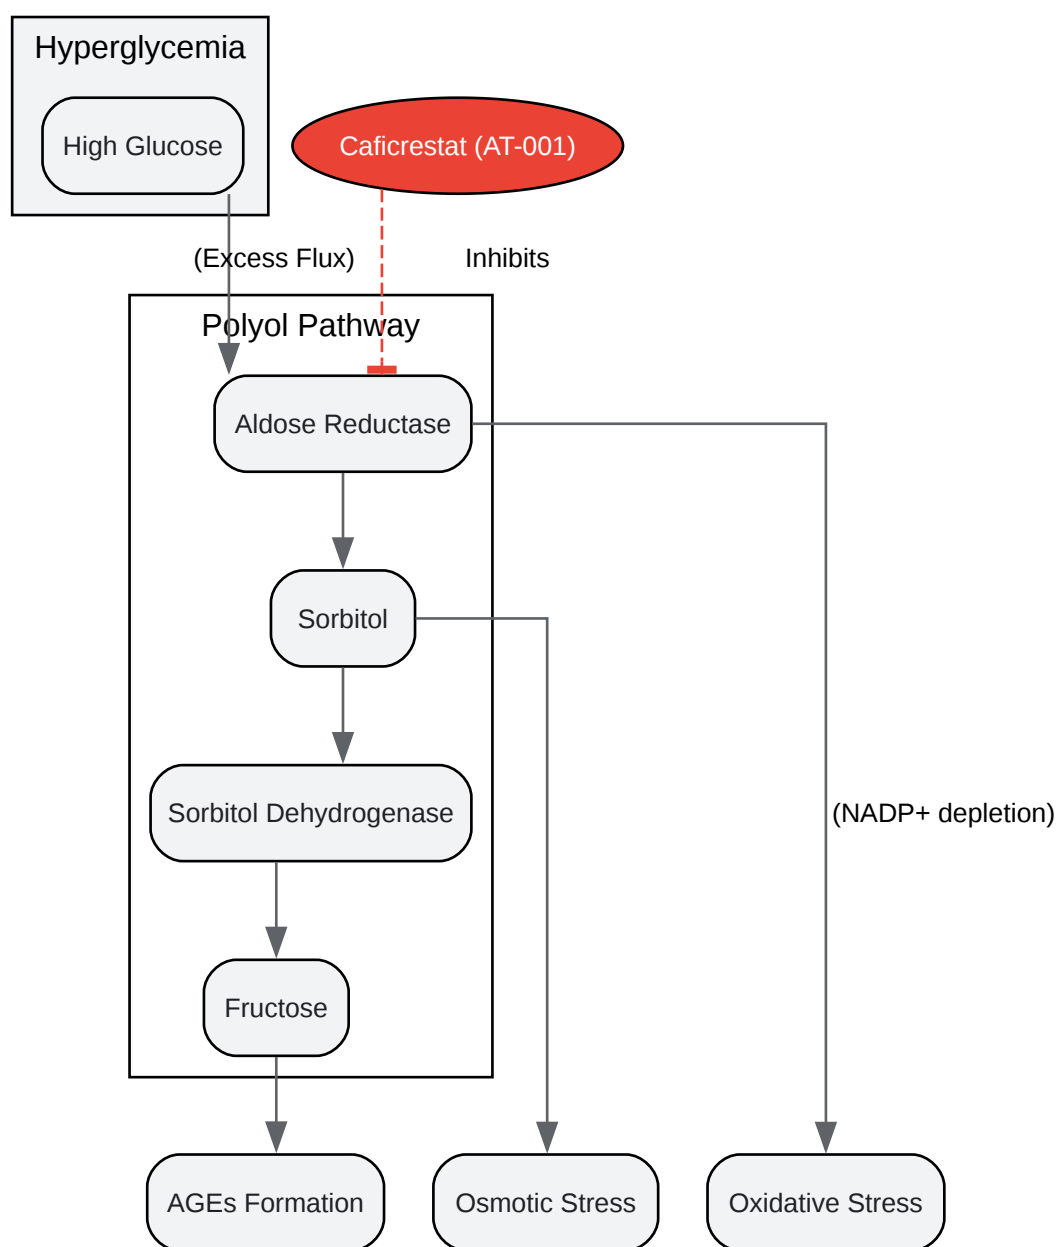 Hyperglycemia
High Glucose
Caficrestat (AT-001)
(Excess Flux)
Inhibits
Polyol Pathway
Aldose Reductase
Sorbitol
Sorbitol Dehydrogenase
(NADP+ depletion)
Fructose
AGEs Formation
Osmotic Stress
Oxidative Stress